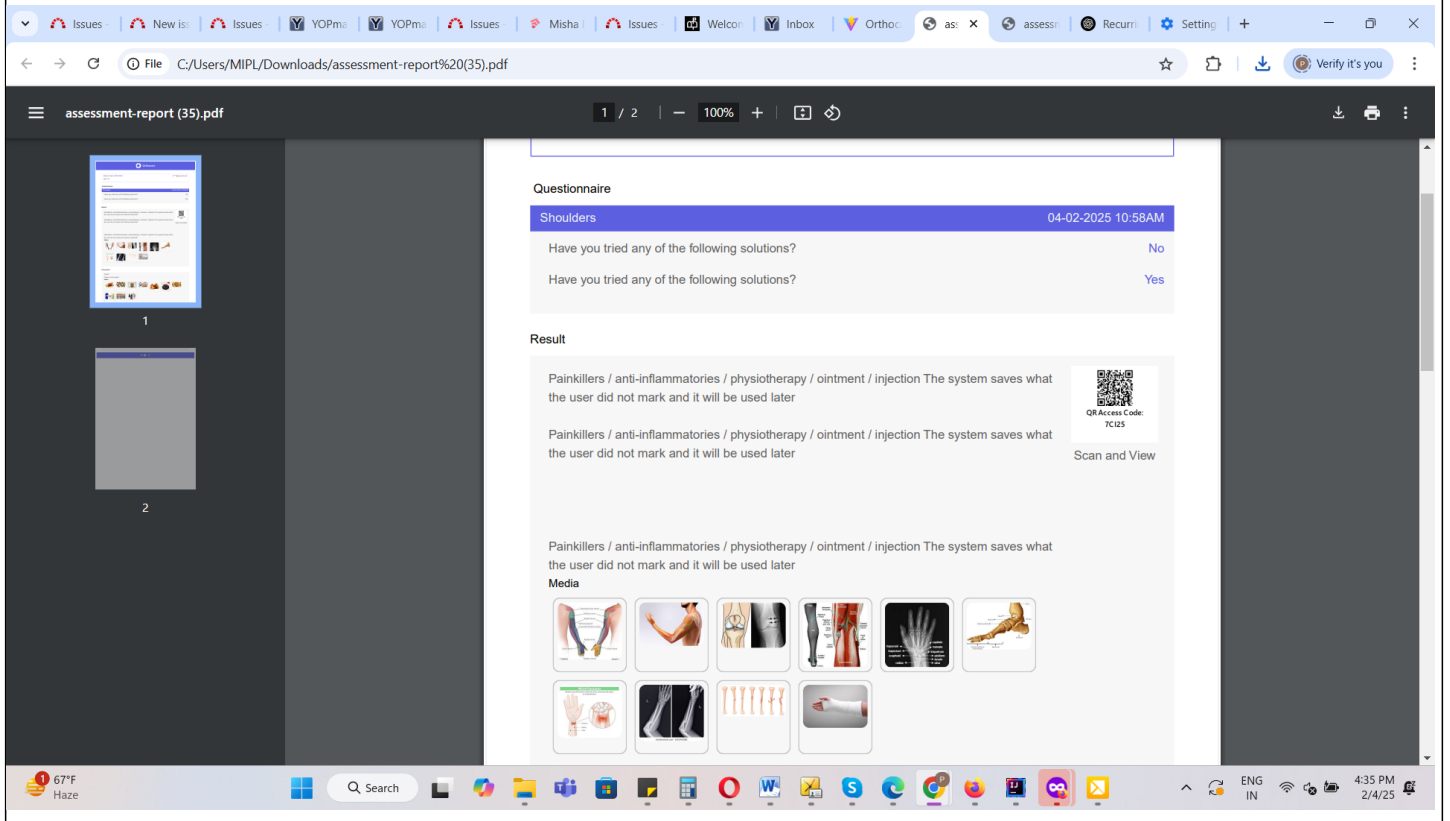 Issues
New iss
Issues
YOPma
YOPma
Issues
Misha
Issues
Welcon
Inbox
Orthoc
ass
assessn
Recurri
Setting
File C:/Users/MIPL/Downloads/assessment-report%20(35).pdf
P Verify it's you
assessment-report (35).pdf
1 / 2
100%
1
2
Questionnaire
Shoulders 04-02-2025 10:58AM
Have you tried any of the following solutions? No
Have you tried any of the following solutions? Yes
Result
Painkillers / anti-inflammatories / physiotherapy / ointment / injection The system saves what
the user did not mark and it will be used later
QR Access Code:
7CI25
Painkillers / anti-inflammatories / physiotherapy / ointment / injection The system saves what
the user did not mark and it will be used later
Scan and View
Painkillers / anti-inflammatories / physiotherapy / ointment / injection The system saves what
the user did not mark and it will be used later
Media
1
67°F
Haze
Search
ENG
IN
4:35 PM
2/4/25